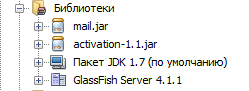 Библиотеки
mail.jar
activation-1.1.jar
Пакет JDK 1.7 (по умолчанию)
GlassFish Server 4.1.1